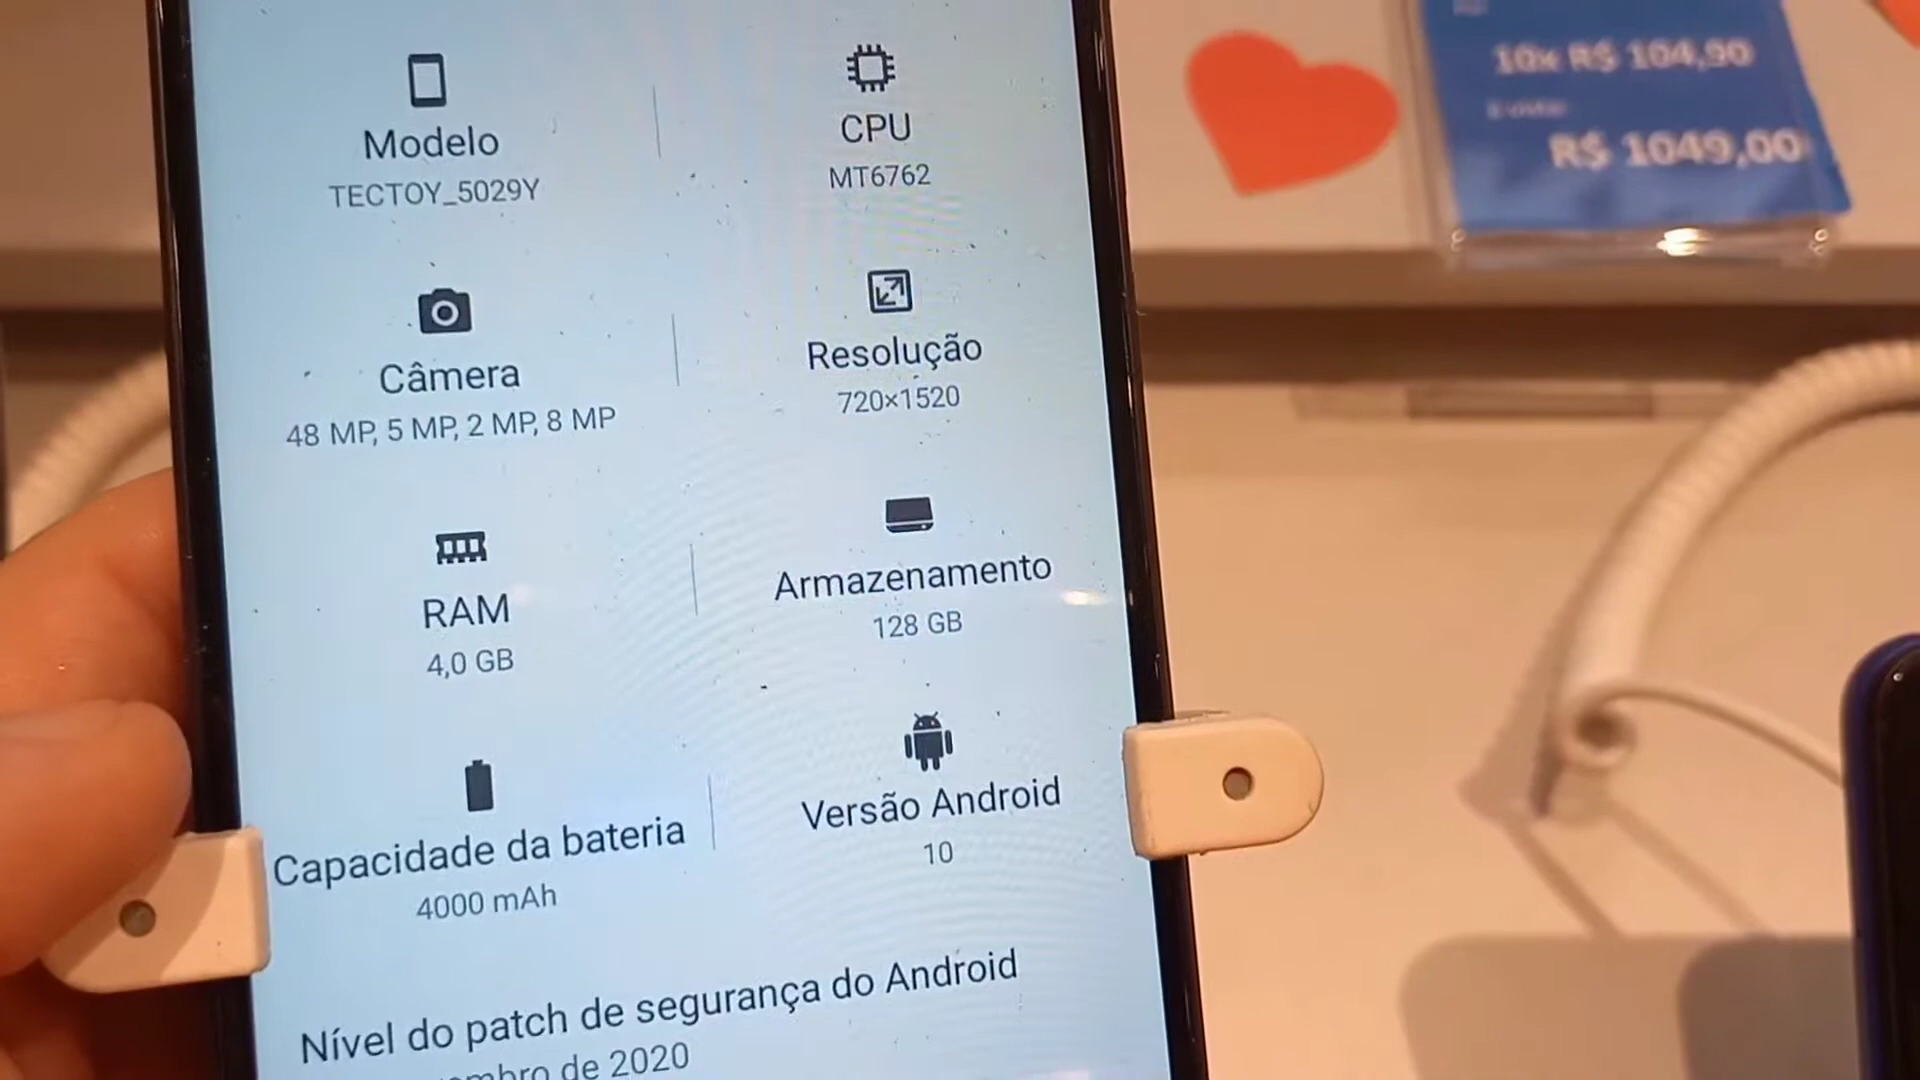 Modelo
TECTOY_5029Y
CPU
MT6762
Câmera
48 MP, 5 MP, 2 MP, 8 MP
Resolução
720×1520
RAM
4,0 GB
Armazenamento
128 GB
Capacidade da bateria
4000 mAh
Versão Android
10
Nível do patch de segurança do Android
de 2020
10x R$ 104,90
R$ 1049,00